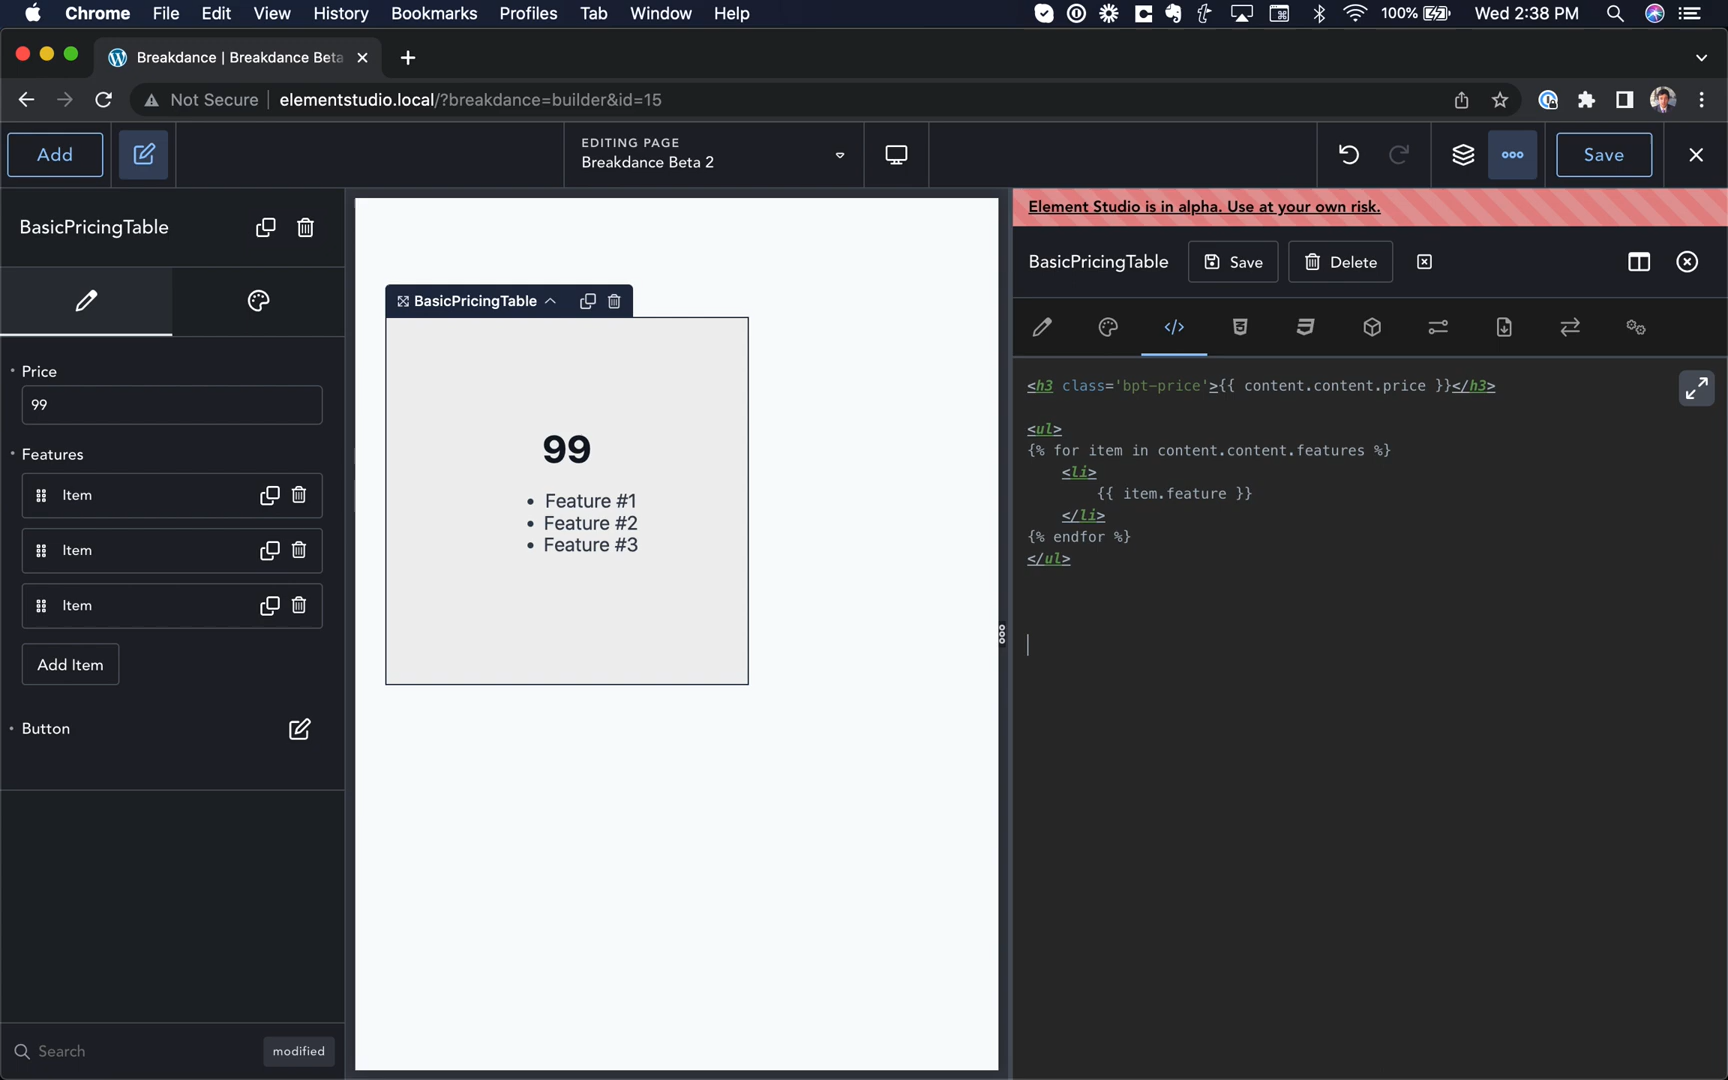 Chrome File Edit View History Bookmarks Profiles Tab Window Help 100% Wed 2:38 PM
Breakdance | Breakdance Beta
Not Secure elementstudio.local/?breakdance=builder&id=15
Add
EDITING PAGE
Breakdance Beta 2
Save
BasicPricingTable
Price
99
Features
Item
Item
Item
Add Item
Button
Search
modified
BasicPricingTable
99
Feature #1
Feature #2
Feature #3
Element Studio is in alpha. Use at your own risk.
BasicPricingTable Save Delete
<h3 class='bpt-price'>{{ content.content.price }}</h3>
<ul>
{% for item in content.content.features %}
<li>
{{ item.feature }}
</li>
{% endfor %}
</ul>